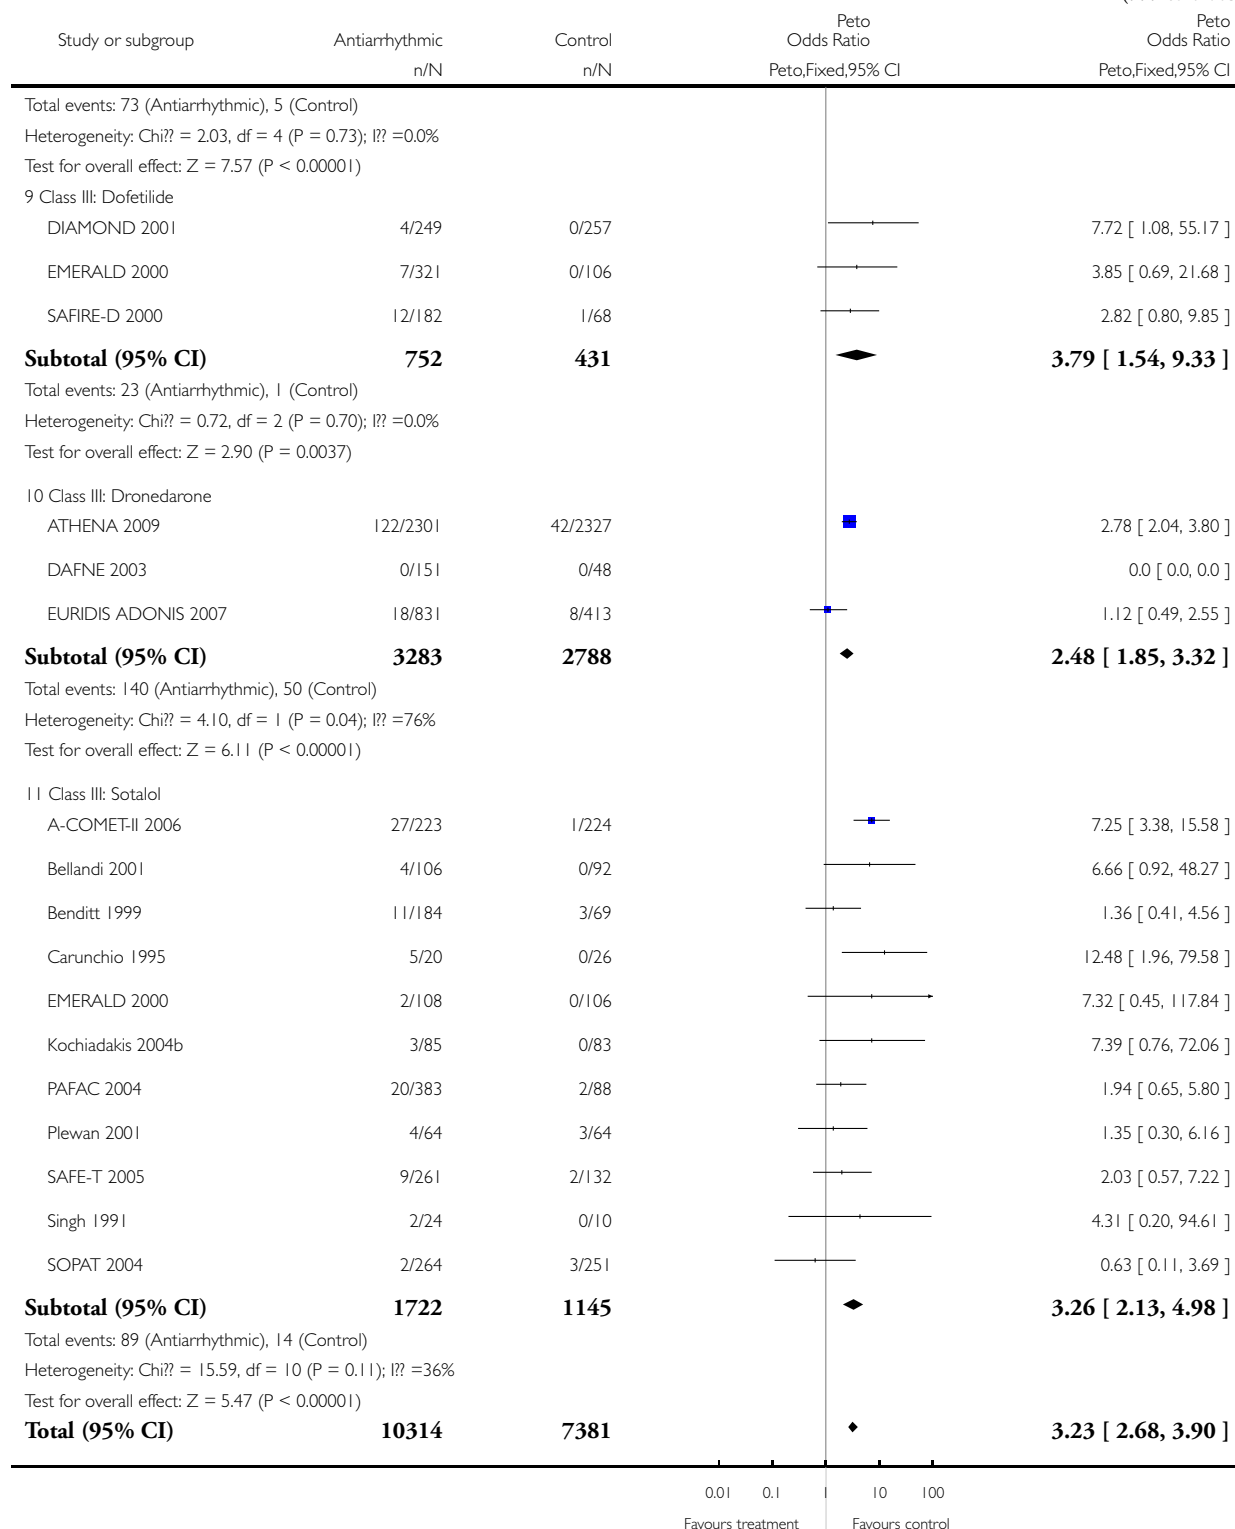 Peto Peto
Study or subgroup Antiarrhythmic Control Odds Ratio Odds Ratio
n/N n/N Peto,Fixed,95% CI Peto,Fixed,95% CI
Total events: 73 (Antiarrhythmic), 5 (Control)
Heterogeneity: Chi?? = 2.03, df = 4 (P = 0.73); I?? =0.0%
Test for overall effect: Z = 7.57 (P < 0.00001)
9 Class III: Dofetilide
DIAMOND 2001 4/249 0/257 7.72 [ 1.08, 55.17 ]
EMERALD 2000 7/321 0/106 3.85 [ 0.69, 21.68 ]
SAFIRE-D 2000 12/182 1/68 2.82 [ 0.80, 9.85 ]
Subtotal (95% CI) 752 431 3.79 [ 1.54, 9.33 ]
Total events: 23 (Antiarrhythmic), 1 (Control)
Heterogeneity: Chi?? = 0.72, df = 2 (P = 0.70); I?? =0.0%
Test for overall effect: Z = 2.90 (P = 0.0037)
10 Class III: Dronedarone
ATHENA 2009 122/2301 42/2327 2.78 [ 2.04, 3.80 ]
DAFNE 2003 0/151 0/48 0.0 [ 0.0, 0.0 ]
EURIDIS ADONIS 2007 18/831 8/413 1.12 [ 0.49, 2.55 ]
Subtotal (95% CI) 3283 2788 2.48 [ 1.85, 3.32 ]
Total events: 140 (Antiarrhythmic), 50 (Control)
Heterogeneity: Chi?? = 4.10, df = 1 (P = 0.04); I?? =76%
Test for overall effect: Z = 6.11 (P < 0.00001)
11 Class III: Sotalol
A-COMET-II 2006 27/223 1/224 7.25 [ 3.38, 15.58 ]
Bellandi 2001 4/106 0/92 6.66 [ 0.92, 48.27 ]
Benditt 1999 11/184 3/69 1.36 [ 0.41, 4.56 ]
Carunchio 1995 5/20 0/26 12.48 [ 1.96, 79.58 ]
EMERALD 2000 2/108 0/106 7.32 [ 0.45, 117.84 ]
Kochiadakis 2004b 3/85 0/83 7.39 [ 0.76, 72.06 ]
PAFAC 2004 20/383 2/88 1.94 [ 0.65, 5.80 ]
Plewan 2001 4/64 3/64 1.35 [ 0.30, 6.16 ]
SAFE-T 2005 9/261 2/132 2.03 [ 0.57, 7.22 ]
Singh 1991 2/24 0/10 4.31 [ 0.20, 94.61 ]
SOPAT 2004 2/264 3/251 0.63 [ 0.11, 3.69 ]
Subtotal (95% CI) 1722 1145 3.26 [ 2.13, 4.98 ]
Total events: 89 (Antiarrhythmic), 14 (Control)
Heterogeneity: Chi?? = 15.59, df = 10 (P = 0.11); I?? =36%
Test for overall effect: Z = 5.47 (P < 0.00001)
Total (95% CI) 10314 7381 3.23 [ 2.68, 3.90 ]
0.01 0.1 1 10 100
Favours treatment Favours control